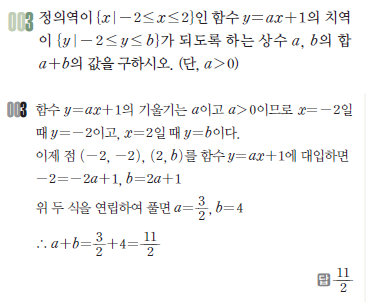 003 정의역이 {x|-2≤x≤2}인 함수 y=ax+1의 치역
이 {y|-2≤y≤b}가 되도록 하는 상수 a, b의 합
a+b의 값을 구하시오. (단, a>0)
003 함수 y=ax+1의 기울기는 a이고 a>0이므로 x=-2일
때 y=-2이고, x=2일 때 y=b이다.
이제 점 (-2, -2), (2, b)를 함수 y=ax+1에 대입하면
-2=-2a+1, b=2a+1
위 두 식을 연립하여 풀면 a=3/2, b=4
∴ a+b=3/2+4=11/2
답 11/2